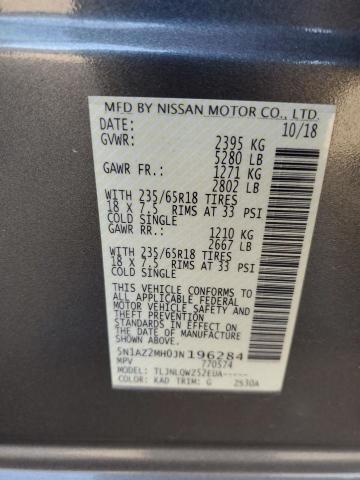 MFD BY NISSAN MOTOR CO., LTD.
DATE: 10/18
GVWR: 2395 KG
5280 LB
GAWR FR.: 1271 KG
2802 LB
WITH 235/65R18 TIRES
18 X 7.5 RIMS AT 33 PSI
COLD SINGLE
GAWR RR.: 1210 KG
2667 LB
WITH 235/65R18 TIRES
18 X 7.5 RIMS AT 33 PSI
COLD SINGLE
THIS VEHICLE CONFORMS TO
ALL APPLICABLE FEDERAL
MOTOR VEHICLE SAFETY AND
THEFT PREVENTION
STANDARDS IN EFFECT ON
THE DATE OF MANUFACTURE
SHOWN ABOVE.
5N1AZ2MH0JN196284
MPV 770574
MODEL: TLJNLQWZ52EUA-----
COLOR: KAD TRIM: G 2S30A